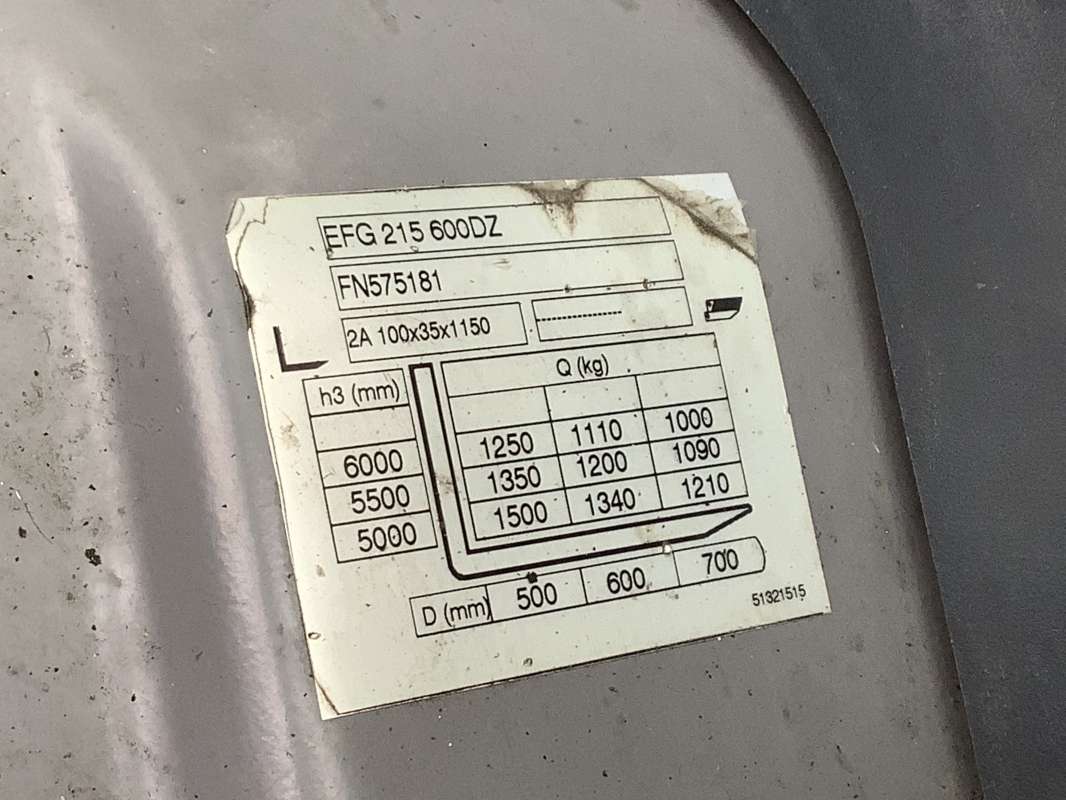 EFG 215 600DZ
FN575181
2A 100x35x1150
h3 (mm)
Q (kg)
6000 1250 1110 1000
5500 1350 1200 1090
5000 1500 1340 1210
D (mm) 500 600 700
51321515